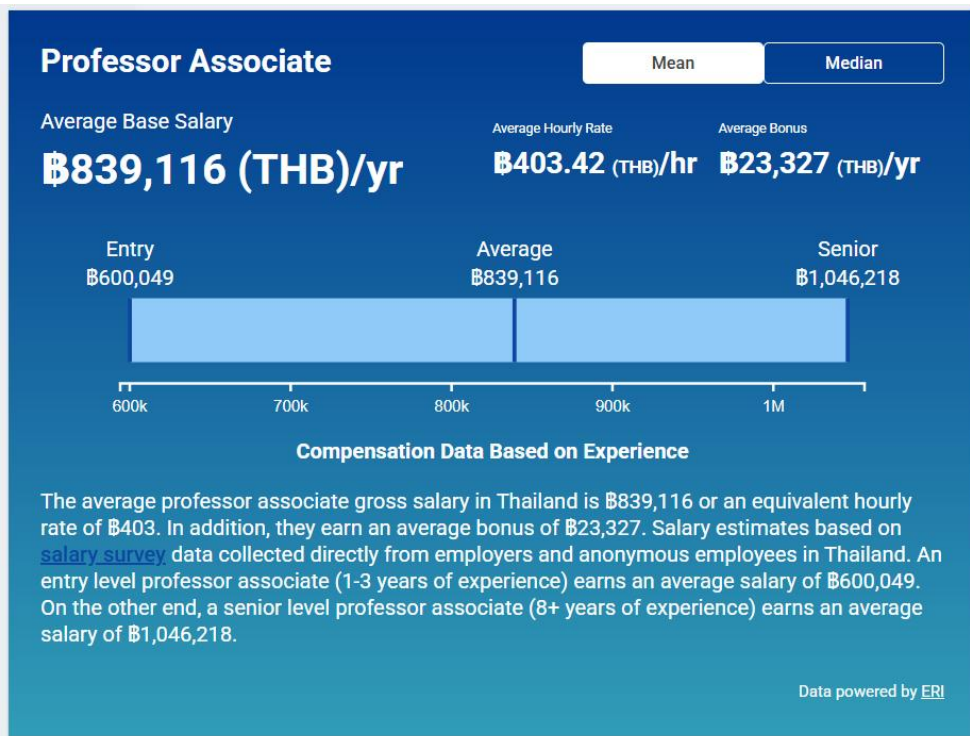 Professor Associate
Mean
Median
Average Base Salary
฿839,116 (THB)/yr
Average Hourly Rate
฿403.42 (THB)/hr
Average Bonus
฿23,327 (THB)/yr
Entry
฿600,049
Average
฿839,116
Senior
฿1,046,218
600k
700k
800k
900k
1M
Compensation Data Based on Experience
The average professor associate gross salary in Thailand is ฿839,116 or an equivalent hourly
rate of ฿403. In addition, they earn an average bonus of ฿23,327. Salary estimates based on
salary survey data collected directly from employers and anonymous employees in Thailand. An
entry level professor associate (1-3 years of experience) earns an average salary of ฿600,049.
On the other end, a senior level professor associate (8+ years of experience) earns an average
salary of ฿1,046,218.
Data powered by ERI